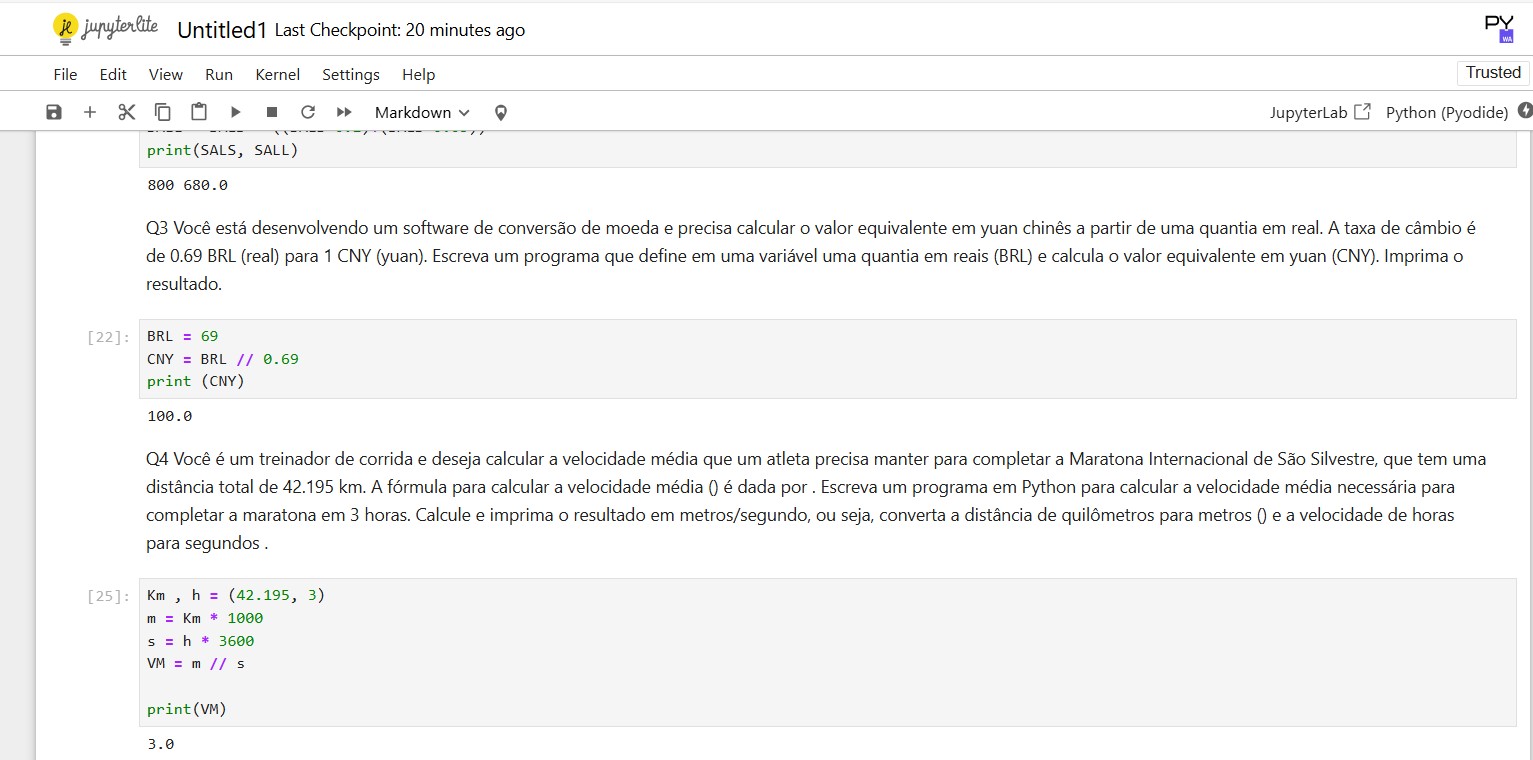 jupyterlite Untitled1 Last Checkpoint: 20 minutes ago PY WA
File Edit View Run Kernel Settings Help Trusted
Markdown JupyterLab Python (Pyodide)
print(SALS, SALL)
800 680.0
Q3 Você está desenvolvendo um software de conversão de moeda e precisa calcular o valor equivalente em yuan chinês a partir de uma quantia em real. A taxa de câmbio é
de 0.69 BRL (real) para 1 CNY (yuan). Escreva um programa que define em uma variável uma quantia em reais (BRL) e calcula o valor equivalente em yuan (CNY). Imprima o
resultado.
[22]: BRL = 69
CNY = BRL // 0.69
print (CNY)
100.0
Q4 Você é um treinador de corrida e deseja calcular a velocidade média que um atleta precisa manter para completar a Maratona Internacional de São Silvestre, que tem uma
distância total de 42.195 km. A fórmula para calcular a velocidade média () é dada por . Escreva um programa em Python para calcular a velocidade média necessária para
completar a maratona em 3 horas. Calcule e imprima o resultado em metros/segundo, ou seja, converta a distância de quilômetros para metros () e a velocidade de horas
para segundos .
[25]: Km , h = (42.195, 3)
m = Km * 1000
s = h * 3600
VM = m // s
print(VM)
3.0